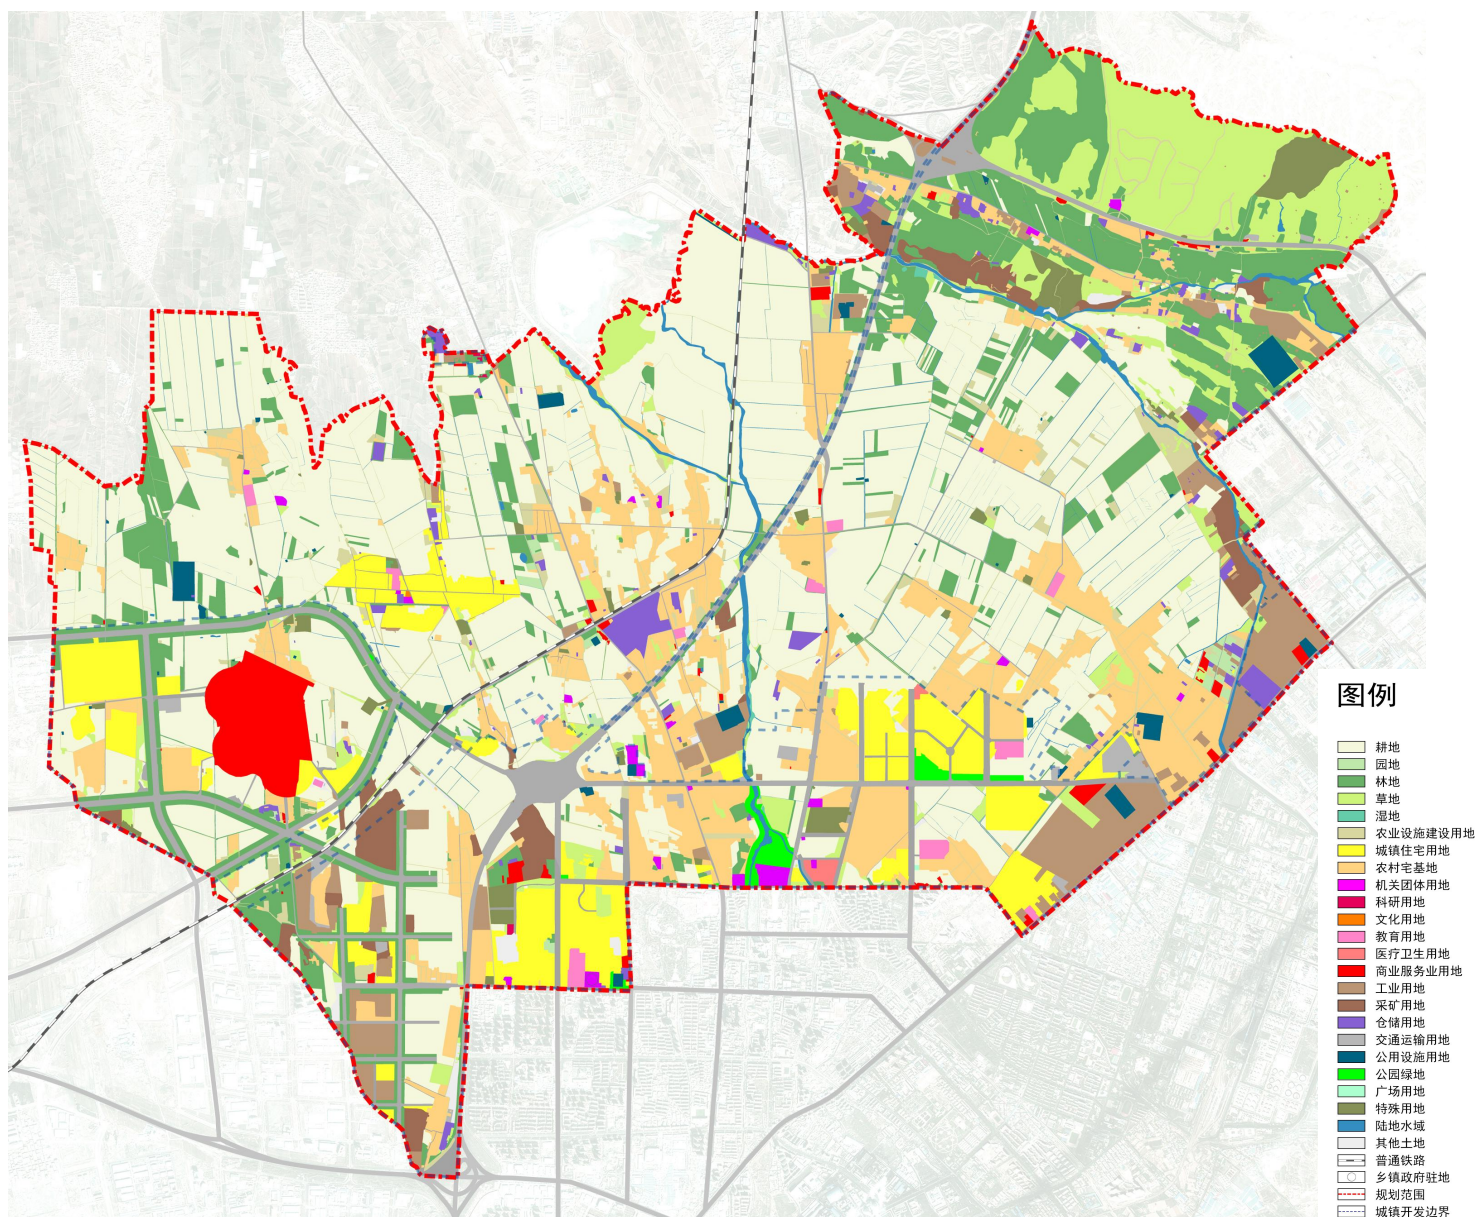 图例
耕地
园地
林地
草地
湿地
农业设施建设用地
城镇住宅用地
农村宅基地
机关团体用地
科研用地
文化用地
教育用地
医疗卫生用地
商业服务业用地
工业用地
采矿用地
仓储用地
交通运输用地
公用设施用地
公园绿地
广场用地
特殊用地
陆地水域
其他土地
普通铁路
乡镇政府驻地
规划范围
城镇开发边界